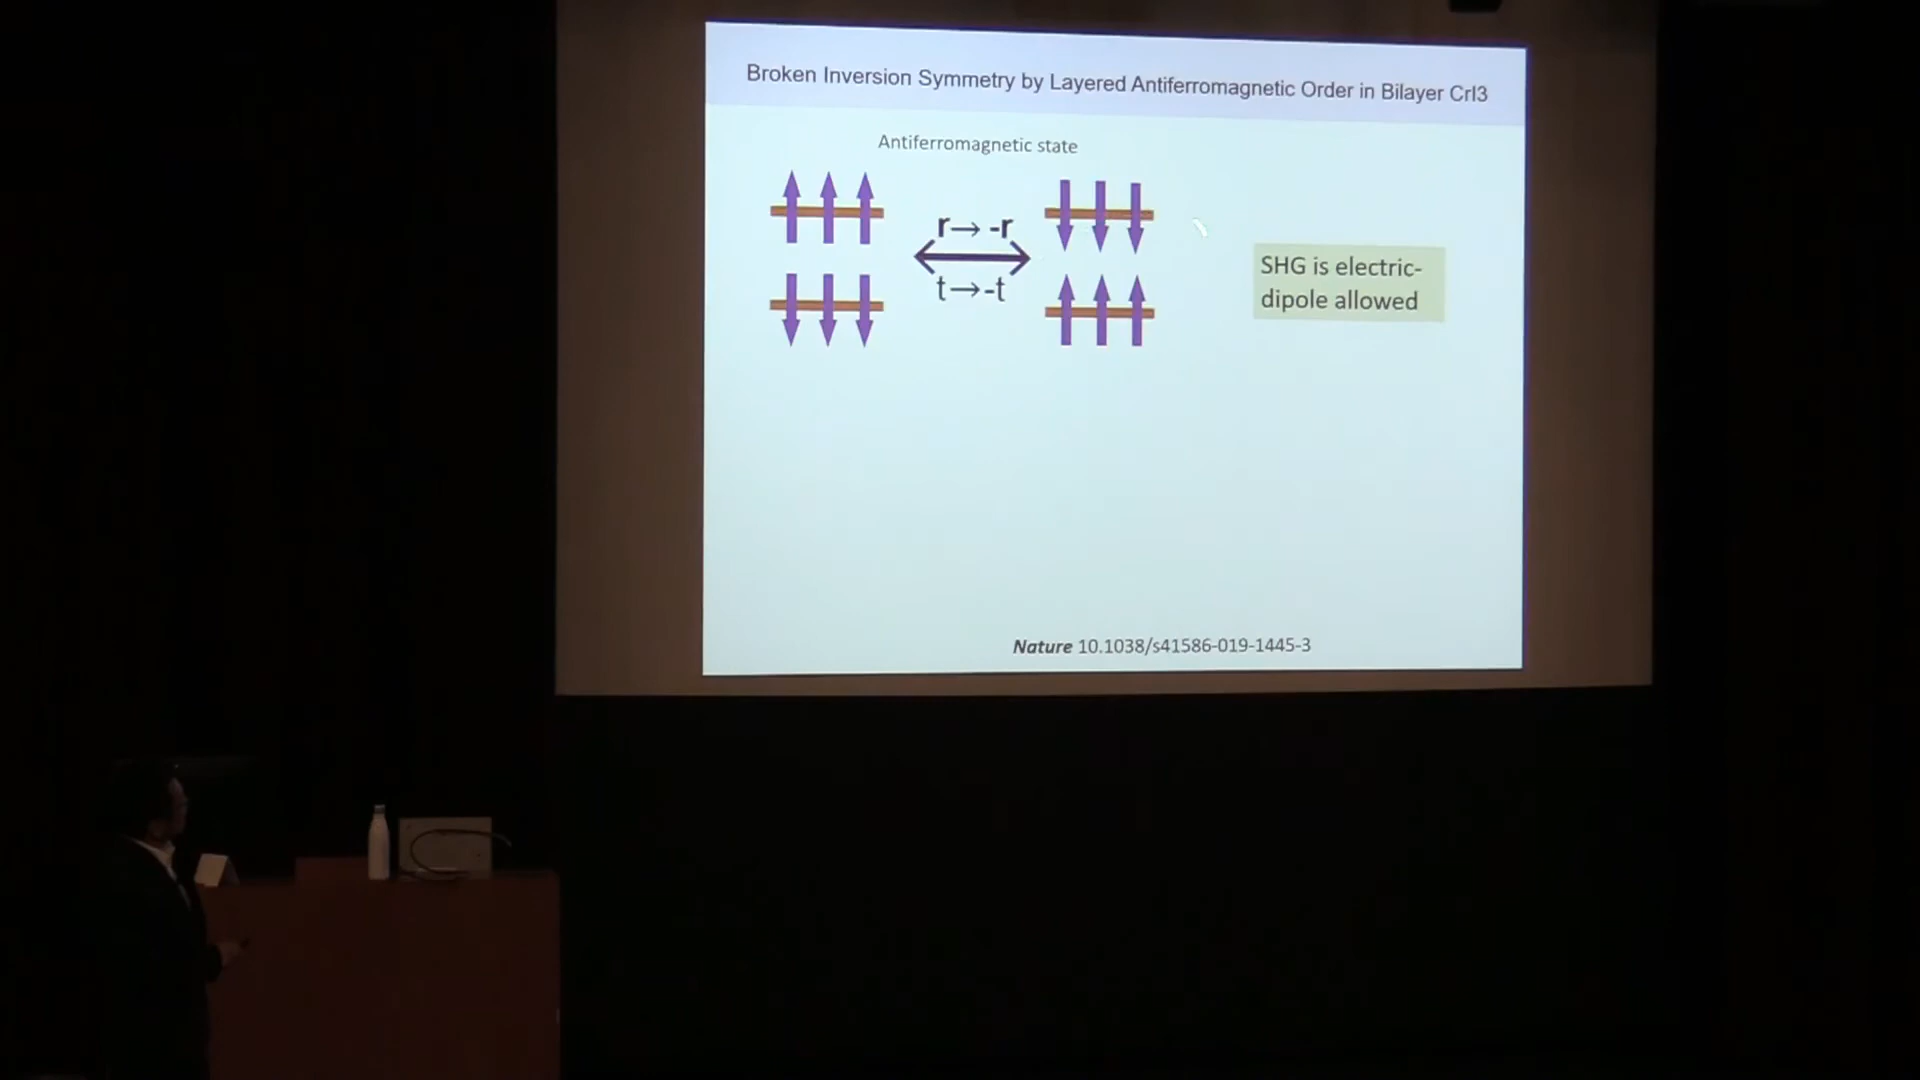 Broken Inversion Symmetry by Layered Antiferromagnetic Order in Bilayer CrI3
Antiferromagnetic state
r→ -r
t→-t
SHG is electric-
dipole allowed
Nature 10.1038/s41586-019-1445-3